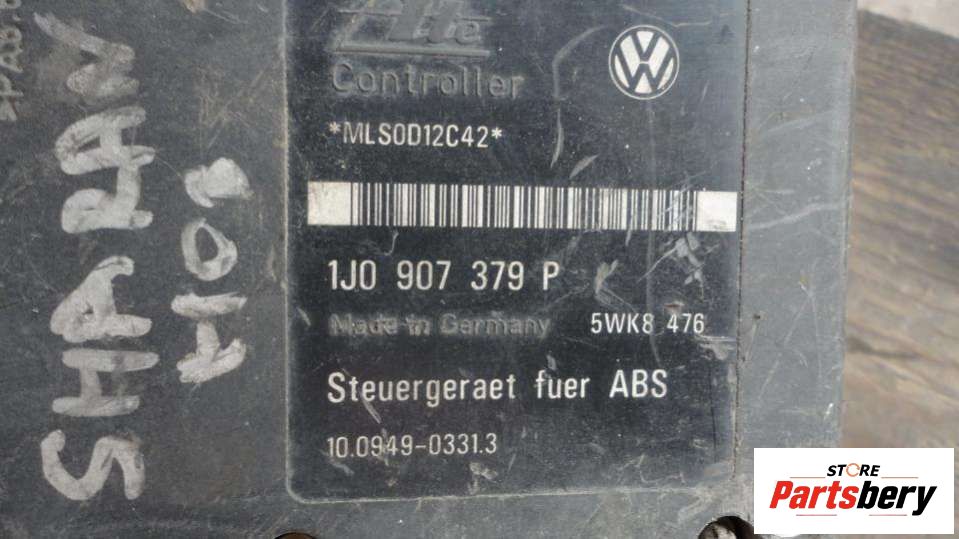 Ate
Controller
*MLS0D12C42*
1J0 907 379 P
Made in Germany
5WK8 476
Steuergeraet fuer ABS
10.0949-0331.3
SHARAN
STORE
Partsbery